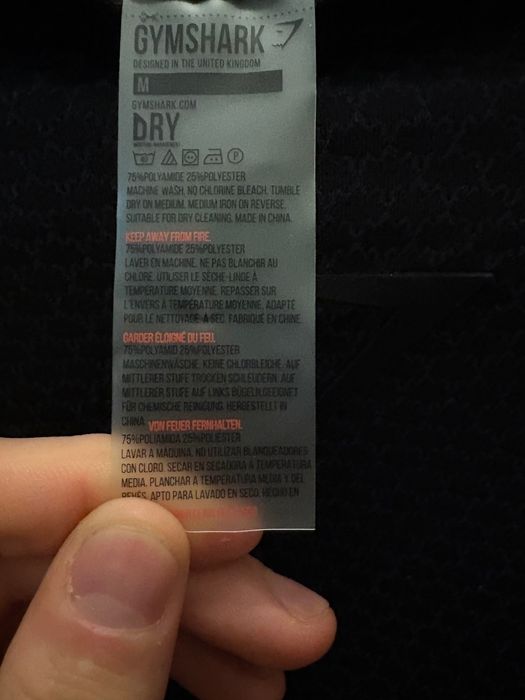 GYMSHARK
DESIGNED IN THE UNITED KINGDOM
M
GYMSHARK.COM
DRY
MOISTURE MANAGEMENT
P
75%POLYAMIDE 25%POLYESTER
MACHINE WASH, NO CHLORINE BLEACH, TUMBLE
DRY ON MEDIUM, MEDIUM IRON ON REVERSE,
SUITABLE FOR DRY CLEANING. MADE IN CHINA.
KEEP AWAY FROM FIRE.
75%POLYAMIDE 25%POLYESTER
LAVER EN MACHINE. NE PAS BLANCHIR AU
CHLORE. UTILISER LE SÈCHE-LINDE À
TEMPÉRATURE MOYENNE. REPASSER SUR
L'ENVERS À TEMPÉRATURE MOYENNE. ADAPTÉ
POUR LE NETTOYAGE À SEC. FABRIQUÉ EN CHINE.
GARDER ÉLOIGNÉ DU FEU.
75%POLYAMID 25%POLYESTER
MASCHINENWÄSCHE. KEINE CHLORBLEICHE. AUF
MITTLERER STUFE TROCKEN SCHLEUDERN. AUF
MITTLERER STUFE AUF LINKS BÜGELNGEEIGNET
FÜR CHEMISCHE REINIGUNG. HERGESTELLT IN
CHINA. VON FEUER FERNHALTEN.
75%POLIAMIDA 25%POLIESTER
LAVAR A MÁQUINA. NO UTILIZAR BLANQUEADORES
CON CLORO. SECAR EN SECADORA A TEMPERATURA
MEDIA. PLANCHAR A TEMPERATURA MEDIA Y DEL
REVÉS. APTO PARA LAVADO EN SECO. HECHO EN